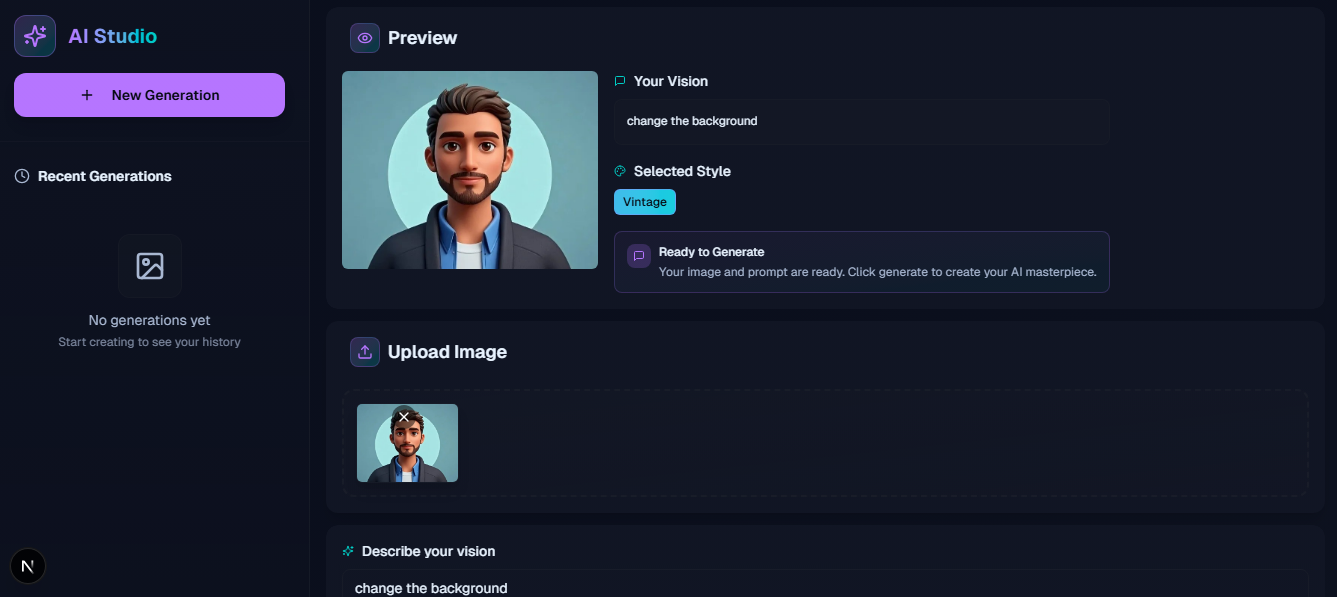 AI Studio
New Generation
Recent Generations
No generations yet
Start creating to see your history
N
Preview
Your Vision
change the background
Selected Style
Vintage
Ready to Generate
Your image and prompt are ready. Click generate to create your AI masterpiece.
Upload Image
Describe your vision
change the background